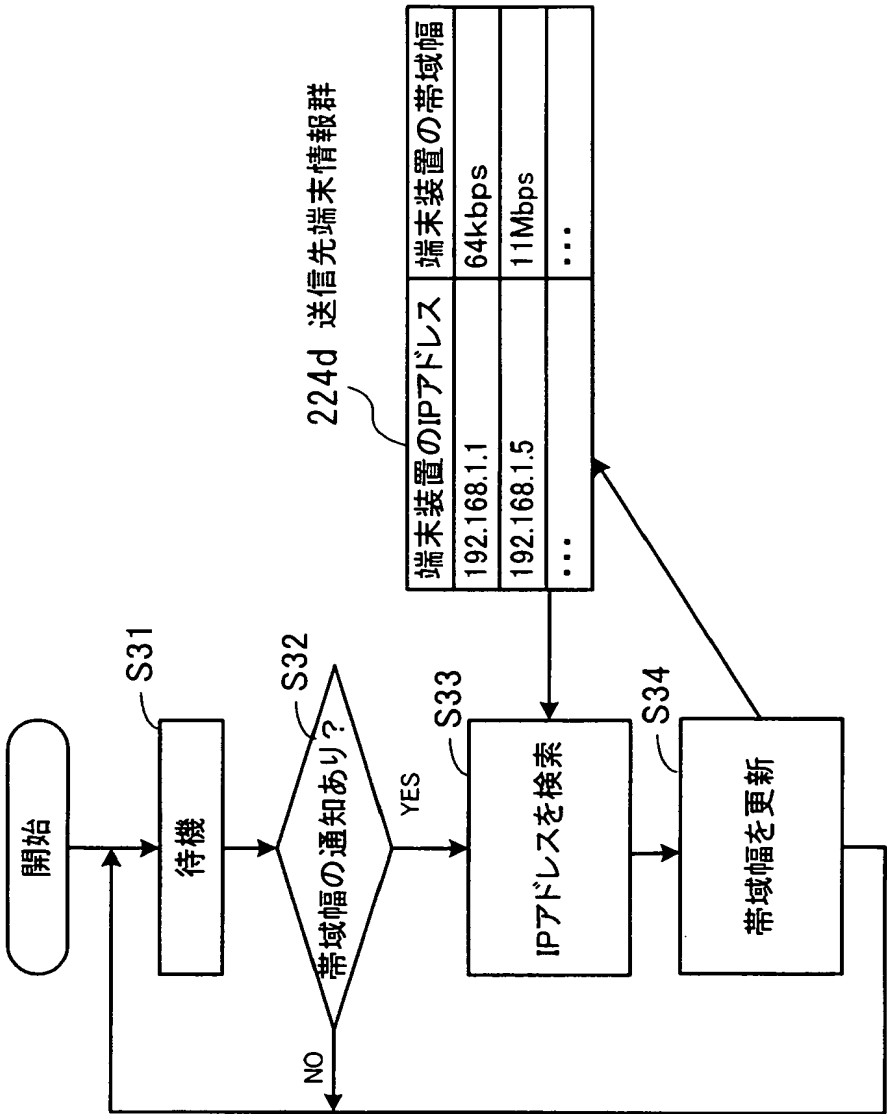 開始
S31
待機
S32
帯域幅の通知あり？
NO
YES
S33
IPアドレスを検索
S34
帯域幅を更新
224d 送信先端末情報群
端末装置のIPアドレス 端末装置の帯域幅
192.168.1.1 64kbps
192.168.1.5 11Mbps
••• •••